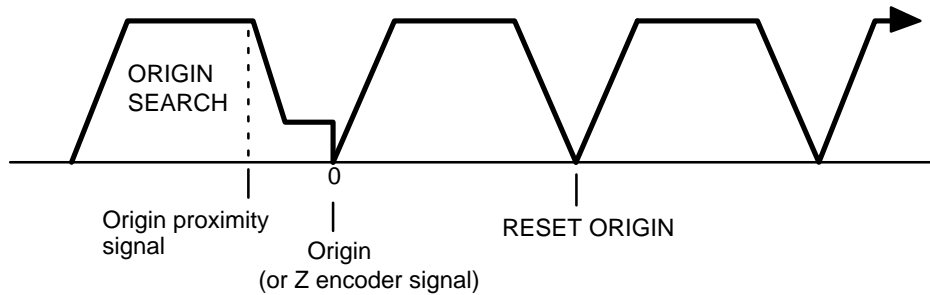 ORIGIN
SEARCH
0
Origin proximity
signal
Origin
(or Z encoder signal)
RESET ORIGIN